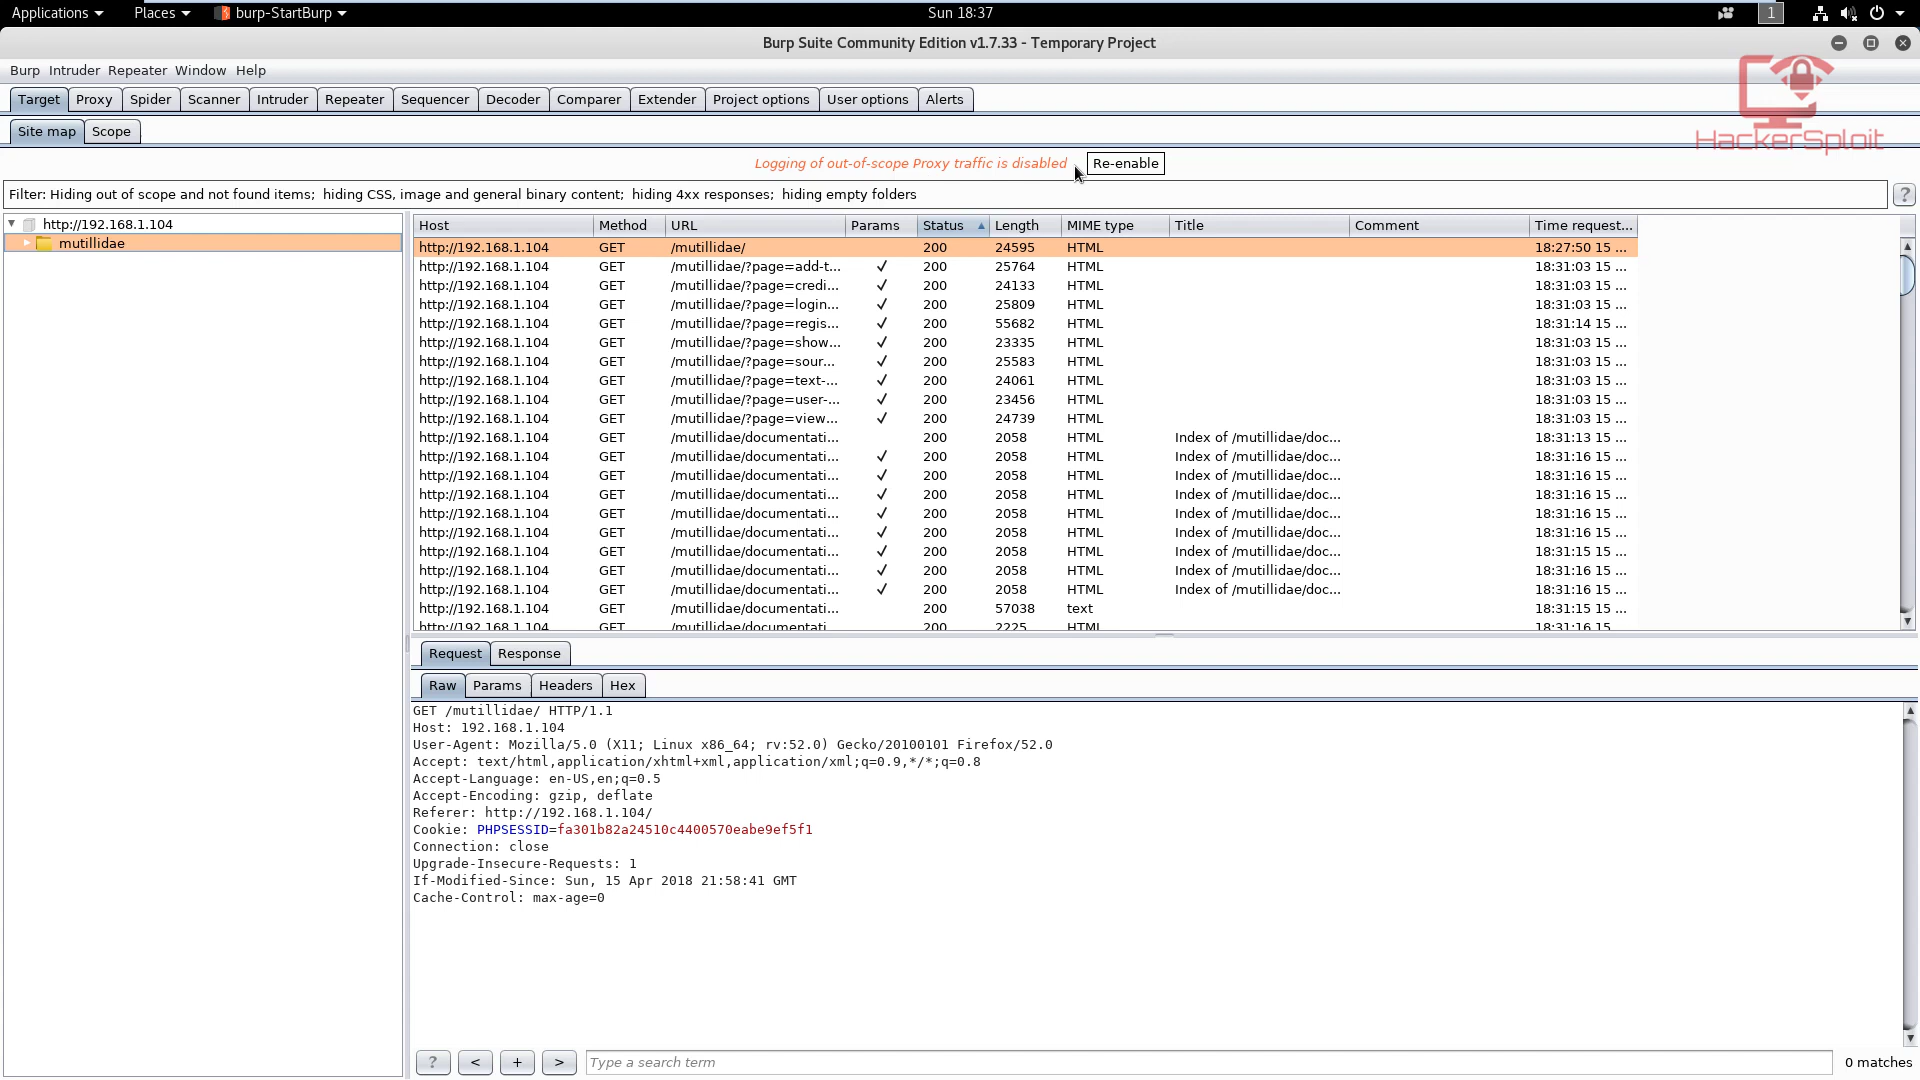 Applications Places burp-StartBurp Sun 18:37 1
Burp Suite Community Edition v1.7.33 - Temporary Project
Burp Intruder Repeater Window Help
Target Proxy Spider Scanner Intruder Repeater Sequencer Decoder Comparer Extender Project options User options Alerts
HackerSploit
Site map Scope
Logging of out-of-scope Proxy traffic is disabled Re-enable
Filter: Hiding out of scope and not found items; hiding CSS, image and general binary content; hiding 4xx responses; hiding empty folders ?
http://192.168.1.104
mutillidae
Host Method URL Params Status Length MIME type Title Comment Time request...
http://192.168.1.104 GET /mutillidae/ 200 24595 HTML 18:27:50 15 ...
http://192.168.1.104 GET /mutillidae/?page=add-t... ✓ 200 25764 HTML 18:31:03 15 ...
http://192.168.1.104 GET /mutillidae/?page=credi... ✓ 200 24133 HTML 18:31:03 15 ...
http://192.168.1.104 GET /mutillidae/?page=login... ✓ 200 25809 HTML 18:31:03 15 ...
http://192.168.1.104 GET /mutillidae/?page=regis... ✓ 200 55682 HTML 18:31:14 15 ...
http://192.168.1.104 GET /mutillidae/?page=show... ✓ 200 23335 HTML 18:31:03 15 ...
http://192.168.1.104 GET /mutillidae/?page=sour... ✓ 200 25583 HTML 18:31:03 15 ...
http://192.168.1.104 GET /mutillidae/?page=text-... ✓ 200 24061 HTML 18:31:03 15 ...
http://192.168.1.104 GET /mutillidae/?page=user-... ✓ 200 23456 HTML 18:31:03 15 ...
http://192.168.1.104 GET /mutillidae/?page=view... ✓ 200 24739 HTML 18:31:03 15 ...
http://192.168.1.104 GET /mutillidae/documentati... 200 2058 HTML Index of /mutillidae/doc... 18:31:13 15 ...
http://192.168.1.104 GET /mutillidae/documentati... ✓ 200 2058 HTML Index of /mutillidae/doc... 18:31:16 15 ...
http://192.168.1.104 GET /mutillidae/documentati... ✓ 200 2058 HTML Index of /mutillidae/doc... 18:31:16 15 ...
http://192.168.1.104 GET /mutillidae/documentati... ✓ 200 2058 HTML Index of /mutillidae/doc... 18:31:16 15 ...
http://192.168.1.104 GET /mutillidae/documentati... ✓ 200 2058 HTML Index of /mutillidae/doc... 18:31:16 15 ...
http://192.168.1.104 GET /mutillidae/documentati... ✓ 200 2058 HTML Index of /mutillidae/doc... 18:31:16 15 ...
http://192.168.1.104 GET /mutillidae/documentati... ✓ 200 2058 HTML Index of /mutillidae/doc... 18:31:15 15 ...
http://192.168.1.104 GET /mutillidae/documentati... ✓ 200 2058 HTML Index of /mutillidae/doc... 18:31:16 15 ...
http://192.168.1.104 GET /mutillidae/documentati... ✓ 200 2058 HTML Index of /mutillidae/doc... 18:31:16 15 ...
http://192.168.1.104 GET /mutillidae/documentati... 200 57038 text 18:31:15 15 ...
http://192.168.1.104 GET /mutillidae/documentati... 200 2225 HTML 18:31:16 15 ...
Request Response
Raw Params Headers Hex
GET /mutillidae/ HTTP/1.1
Host: 192.168.1.104
User-Agent: Mozilla/5.0 (X11; Linux x86_64; rv:52.0) Gecko/20100101 Firefox/52.0
Accept: text/html,application/xhtml+xml,application/xml;q=0.9,*/*;q=0.8
Accept-Language: en-US,en;q=0.5
Accept-Encoding: gzip, deflate
Referer: http://192.168.1.104/
Cookie: PHPSESSID=fa301b82a24510c4400570eabe9ef5f1
Connection: close
Upgrade-Insecure-Requests: 1
If-Modified-Since: Sun, 15 Apr 2018 21:58:41 GMT
Cache-Control: max-age=0
? < + > Type a search term 0 matches